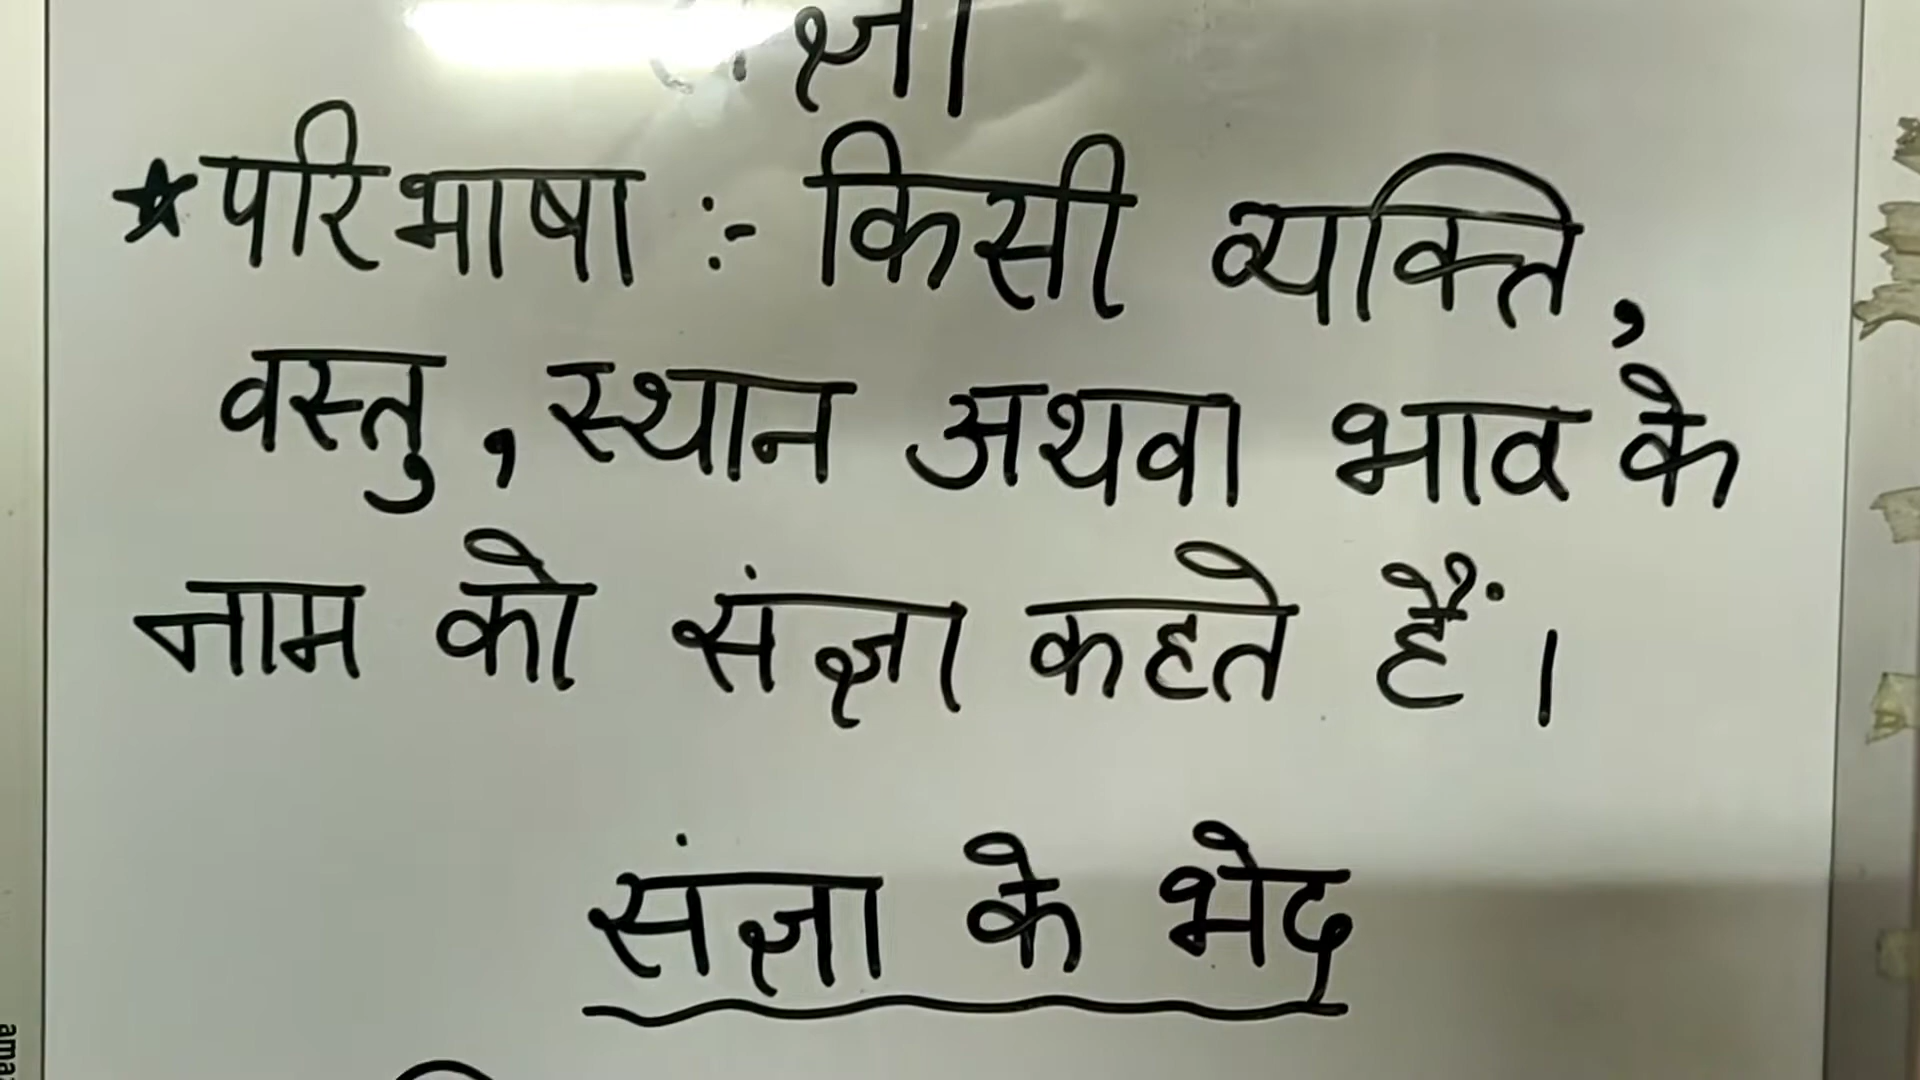 संज्ञा
★परिभाषा :- किसी व्यक्ति,
वस्तु, स्थान अथवा भाव के
नाम को संज्ञा कहते हैं।
संज्ञा के भेद